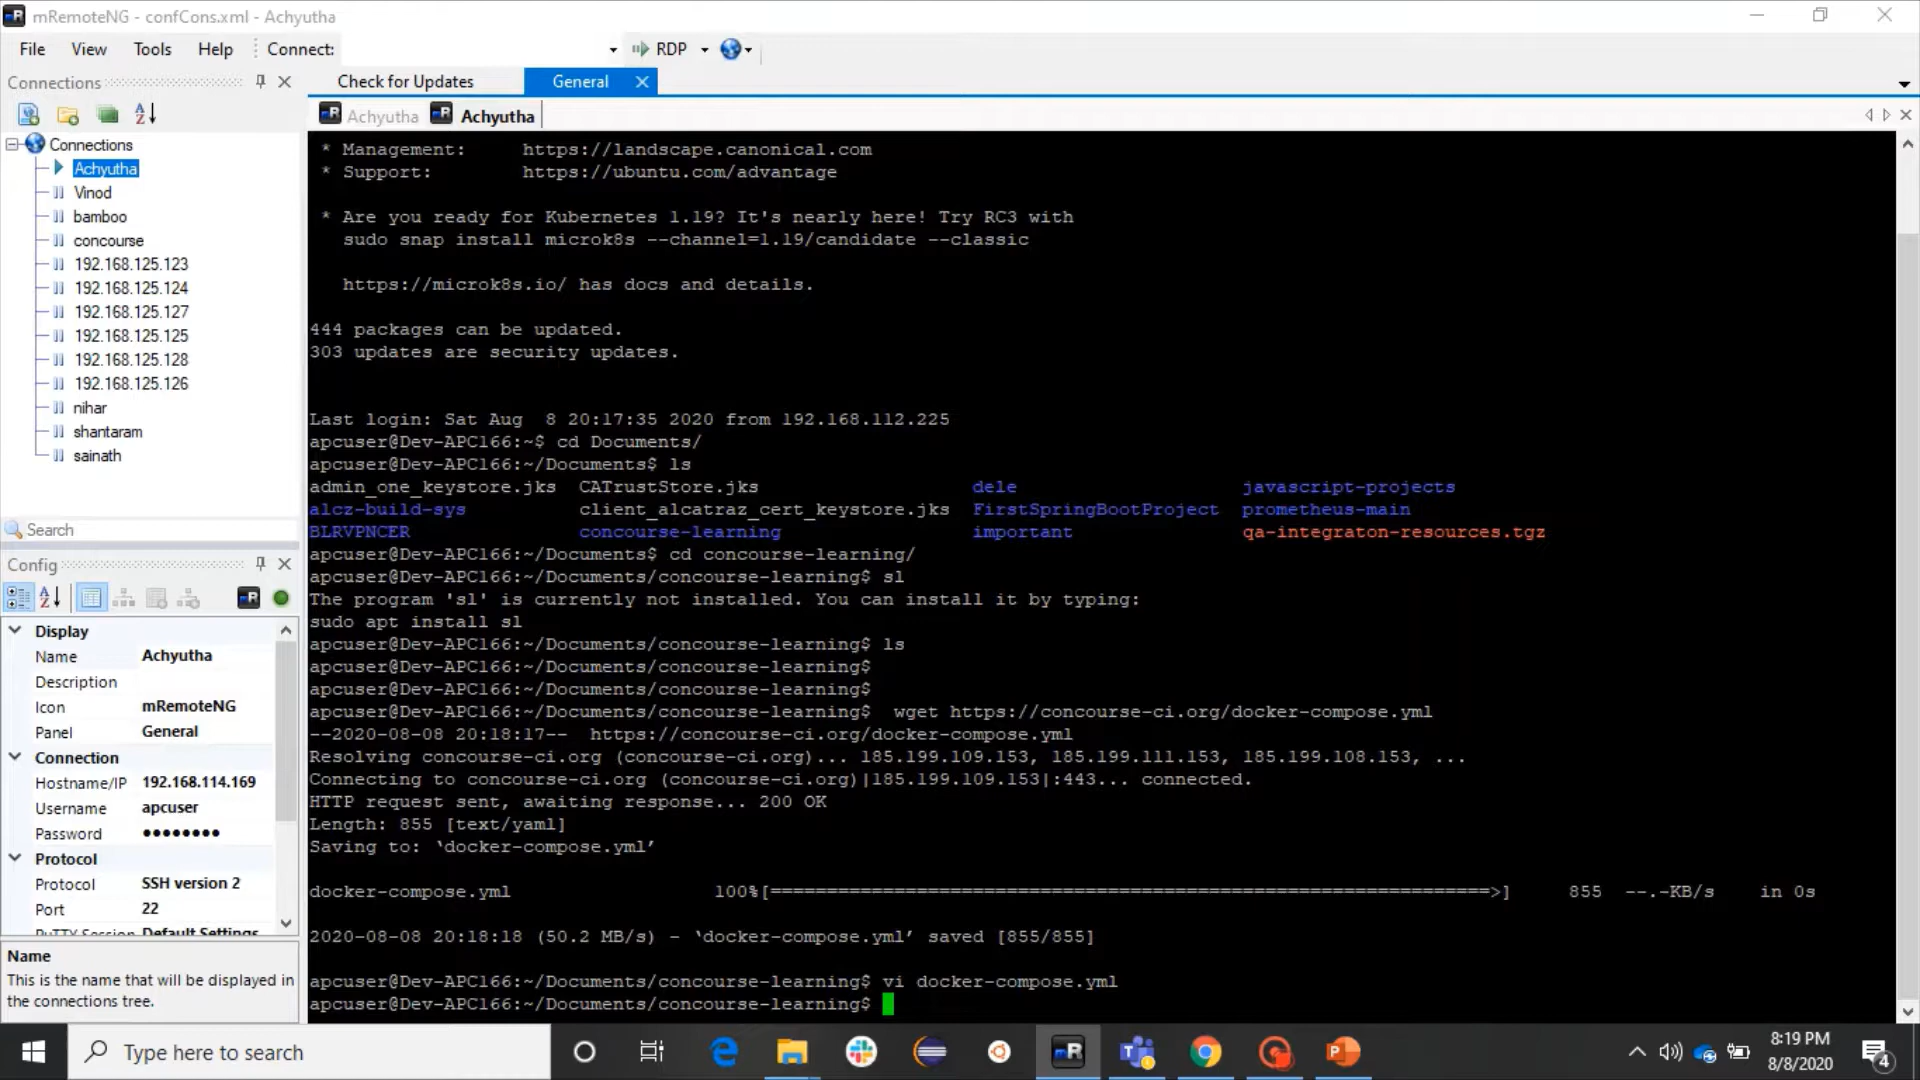 mRemoteNG - confCons.xml - Achyutha
File View Tools Help Connect: RDP
Connections
Check for Updates General
Achyutha Achyutha
Connections
Achyutha
Vinod
bamboo
concourse
192.168.125.123
192.168.125.124
192.168.125.127
192.168.125.125
192.168.125.128
192.168.125.126
nihar
shantaram
sainath
Search
Config
Display
Name Achyutha
Description
Icon mRemoteNG
Panel General
Connection
Hostname/IP 192.168.114.169
Username apcuser
Password ●●●●●●●●
Protocol
Protocol SSH version 2
Port 22
PuTTY Session Default Settings
Name
This is the name that will be displayed in
the connections tree.
* Management: https://landscape.canonical.com
* Support: https://ubuntu.com/advantage
* Are you ready for Kubernetes 1.19? It's nearly here! Try RC3 with
sudo snap install microk8s --channel=1.19/candidate --classic
https://microk8s.io/ has docs and details.
444 packages can be updated.
303 updates are security updates.
Last login: Sat Aug  8 20:17:35 2020 from 192.168.112.225
apcuser@Dev-APC166:~$ cd Documents/
apcuser@Dev-APC166:~/Documents$ ls
admin_one_keystore.jks CATrustStore.jks dele javascript-projects
alcz-build-sys client_alcatraz_cert_keystore.jks FirstSpringBootProject prometheus-main
BLRVPNCER concourse-learning important qa-integraton-resources.tgz
apcuser@Dev-APC166:~/Documents$ cd concourse-learning/
apcuser@Dev-APC166:~/Documents/concourse-learning$ sl
The program 'sl' is currently not installed. You can install it by typing:
sudo apt install sl
apcuser@Dev-APC166:~/Documents/concourse-learning$ ls
apcuser@Dev-APC166:~/Documents/concourse-learning$
apcuser@Dev-APC166:~/Documents/concourse-learning$
apcuser@Dev-APC166:~/Documents/concourse-learning$  wget https://concourse-ci.org/docker-compose.yml
--2020-08-08 20:18:17--  https://concourse-ci.org/docker-compose.yml
Resolving concourse-ci.org (concourse-ci.org)... 185.199.109.153, 185.199.111.153, 185.199.108.153, ...
Connecting to concourse-ci.org (concourse-ci.org)|185.199.109.153|:443... connected.
HTTP request sent, awaiting response... 200 OK
Length: 855 [text/yaml]
Saving to: ‘docker-compose.yml’
docker-compose.yml 100%[================================================================>] 855 --.-KB/s in 0s
2020-08-08 20:18:18 (50.2 MB/s) - ‘docker-compose.yml’ saved [855/855]
apcuser@Dev-APC166:~/Documents/concourse-learning$ vi docker-compose.yml
apcuser@Dev-APC166:~/Documents/concourse-learning$
Type here to search
8:19 PM
8/8/2020
4